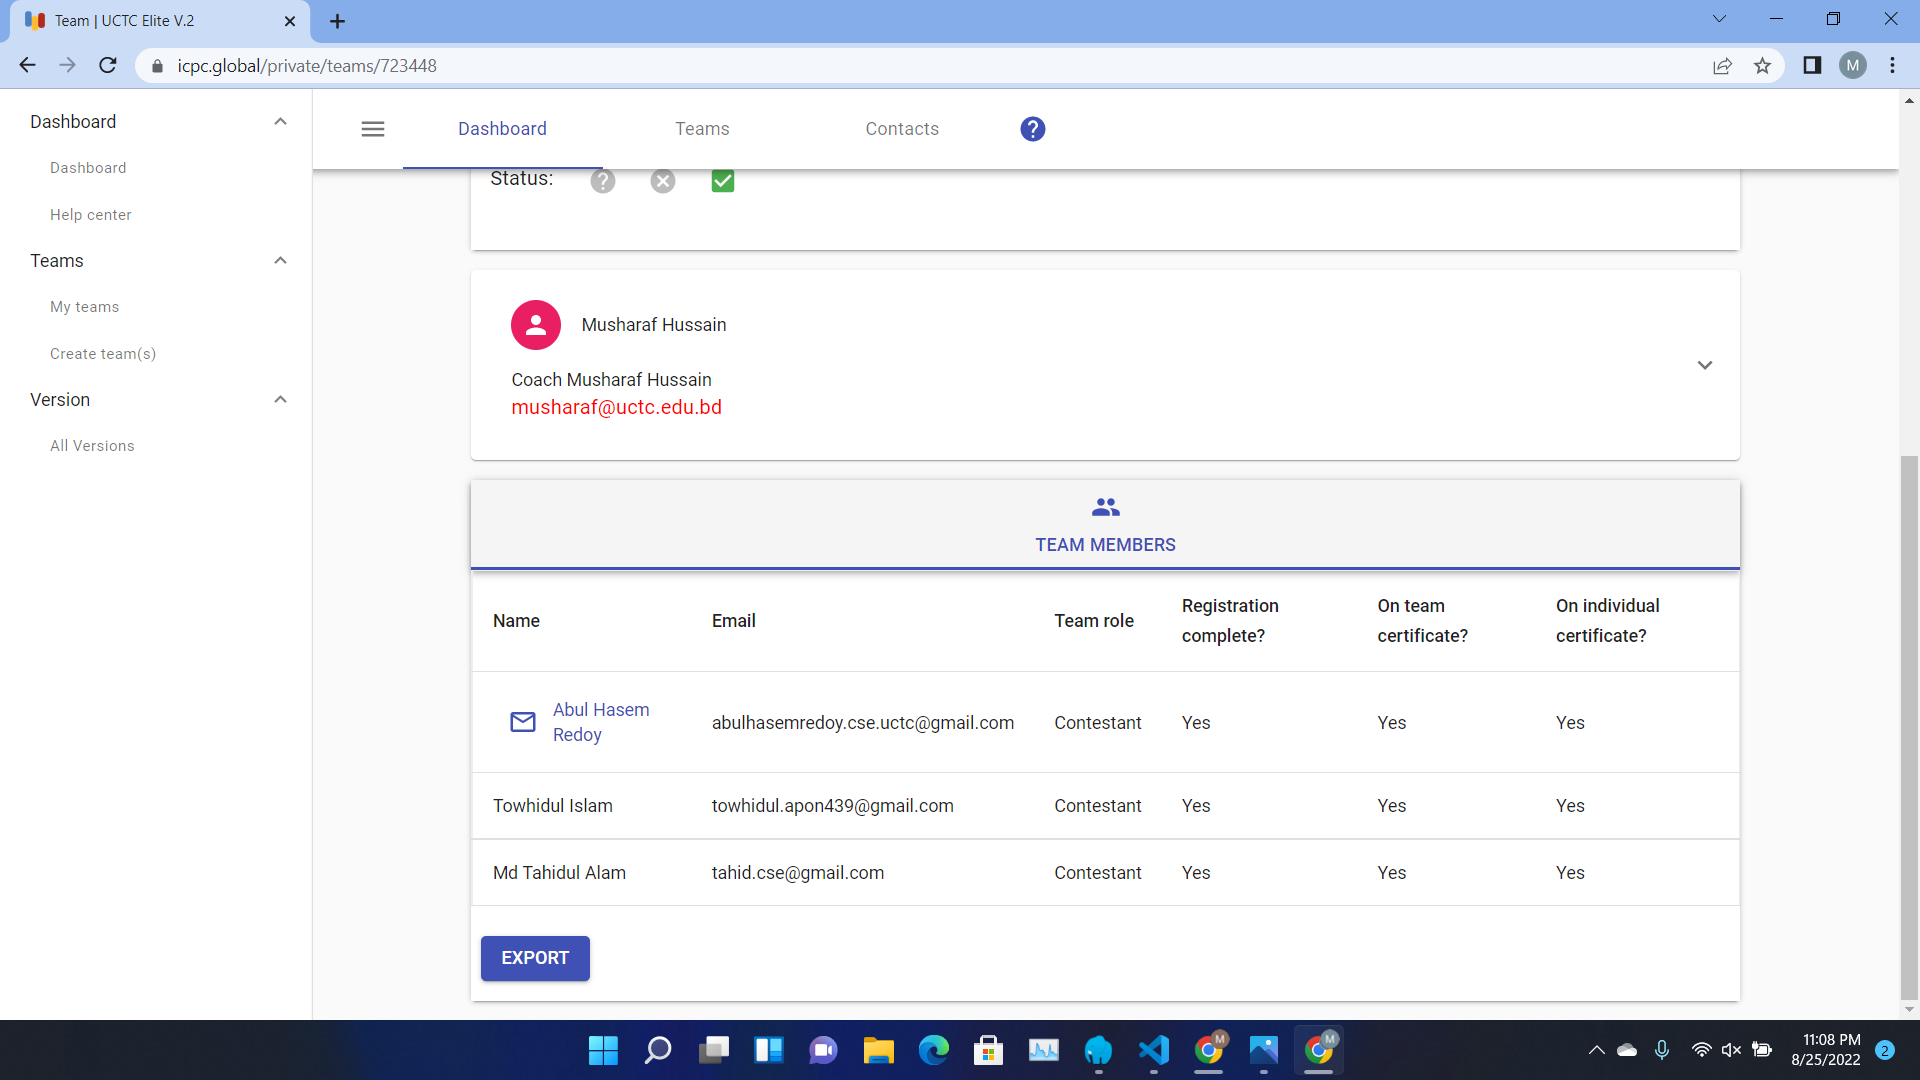 Team | UCTC Elite V.2
icpc.global/private/teams/723448
M
Dashboard
Dashboard
Help center
Teams
My teams
Create team(s)
Version
All Versions
Dashboard Teams Contacts ?
Status: ?
Musharaf Hussain
Coach Musharaf Hussain
musharaf@uctc.edu.bd
TEAM MEMBERS
Name Email Team role Registration complete? On team certificate? On individual certificate?
Abul Hasem Redoy abulhasemredoy.cse.uctc@gmail.com Contestant Yes Yes Yes
Towhidul Islam towhidul.apon439@gmail.com Contestant Yes Yes Yes
Md Tahidul Alam tahid.cse@gmail.com Contestant Yes Yes Yes
EXPORT
M M
11:08 PM
8/25/2022
2